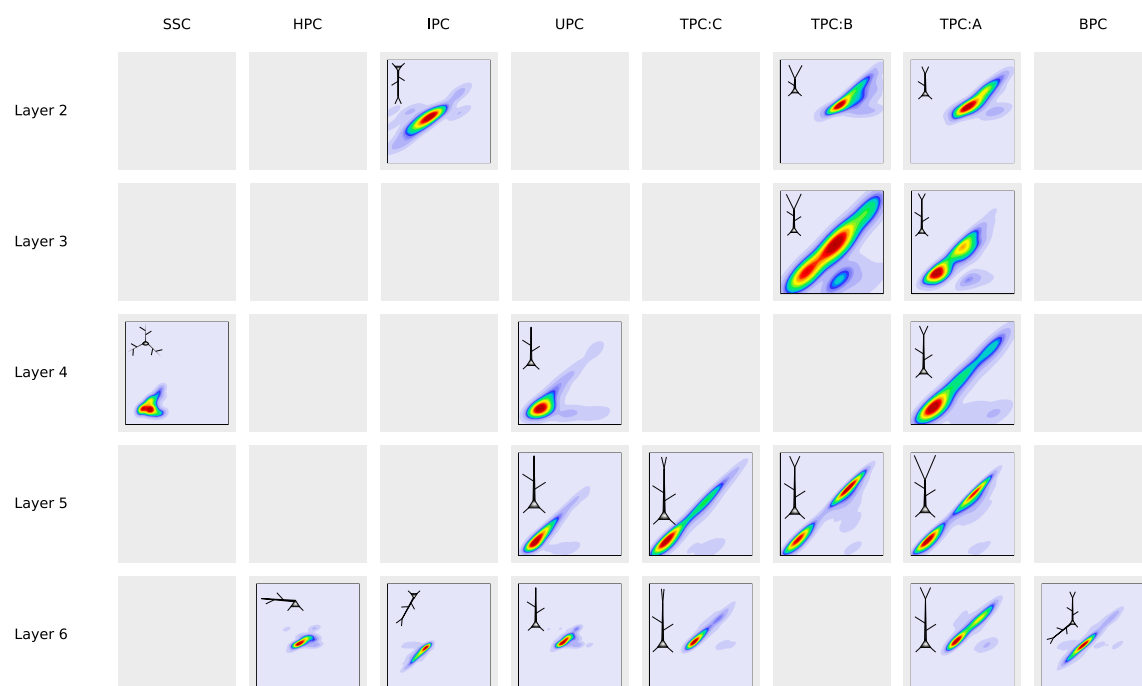 SSC HPC IPC UPC TPC:C TPC:B TPC:A BPC
Layer 2
Layer 3
Layer 4
Layer 5
Layer 6